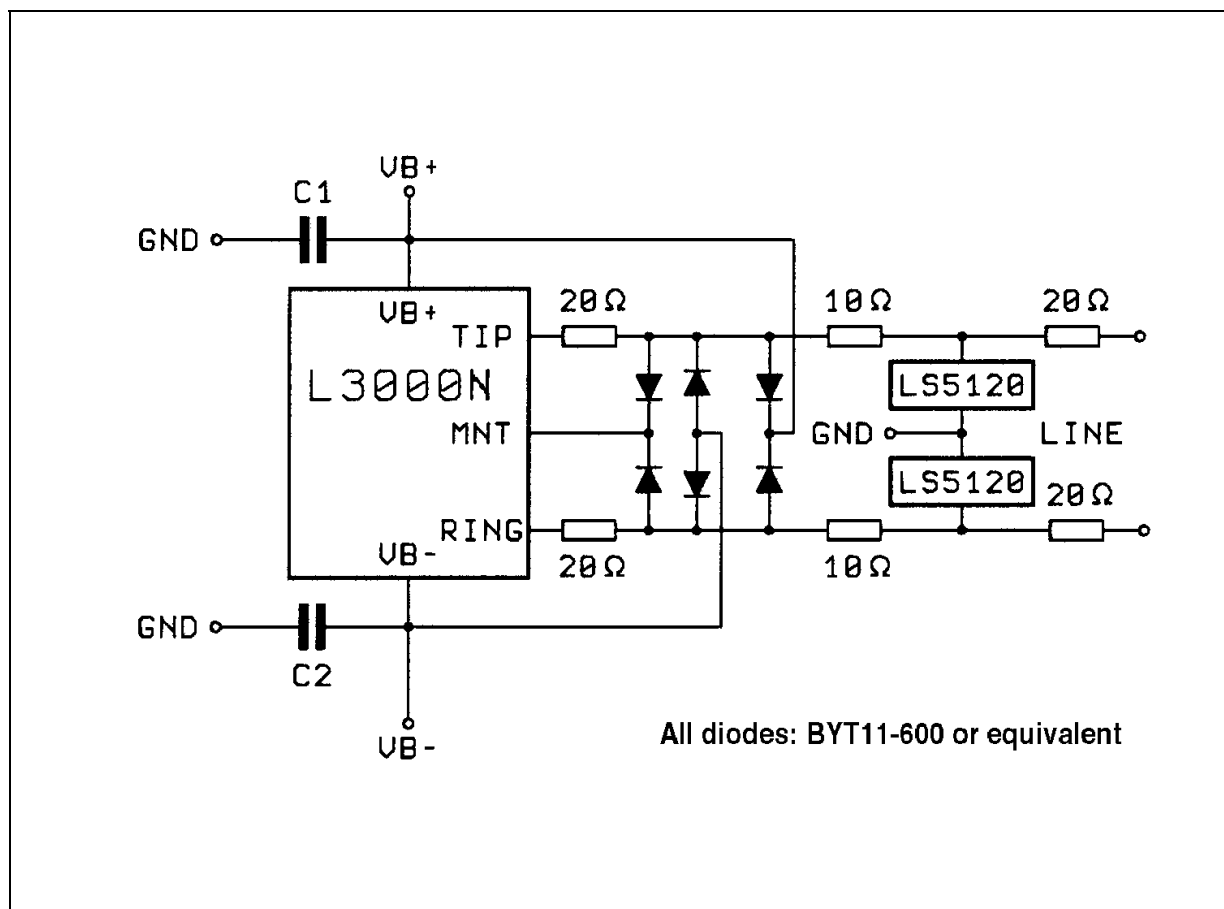 VB+
C1
GND
VB+
20Ω
10Ω
20Ω
TIP
L3000N
LS5120
MNT
GND
LINE
LS5120
20Ω
RING
VB-
20Ω
10Ω
GND
C2
VB-
All diodes: BYT11-600 or equivalent